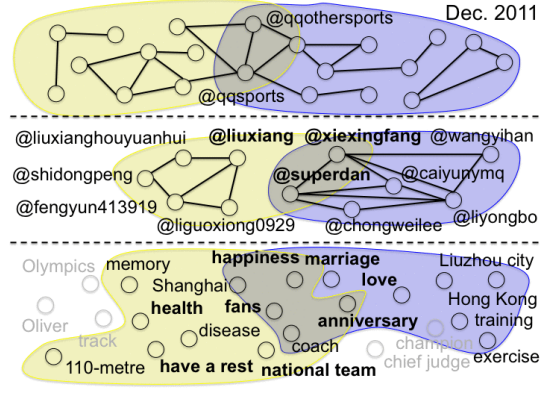 Dec. 2011
@qqothersports
@qqsports
@liuxianghouyuanhui @liuxiang @xiexingfang @wangyihan
@shidongpeng @superdan @caiyunymq
@fengyun413919 @liguoxiong0929 @chongweilee @liyongbo
happiness marriage
Olympics memory Liuzhou city
Shanghai love
health fans Hong Kong
Oliver anniversary training
track disease
coach champion
chief judge exercise
110-metre have a rest national team